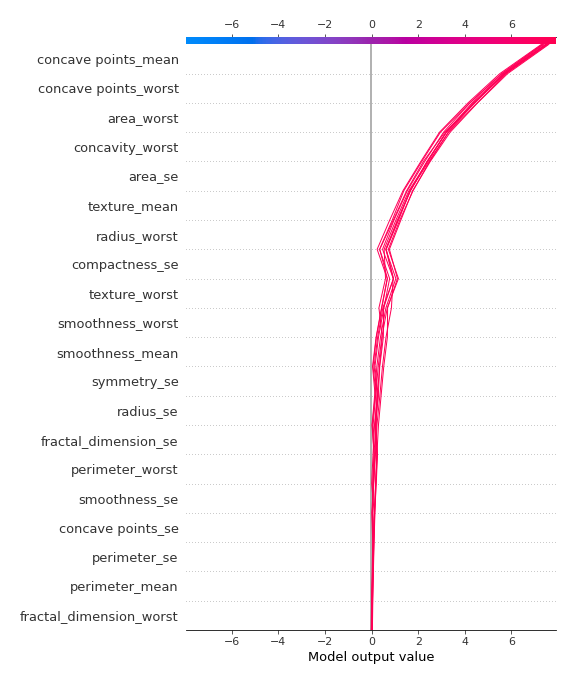 −6 −4 −2 0 2 4 6
concave points_mean
concave points_worst
area_worst
concavity_worst
area_se
texture_mean
radius_worst
compactness_se
texture_worst
smoothness_worst
smoothness_mean
symmetry_se
radius_se
fractal_dimension_se
perimeter_worst
smoothness_se
concave points_se
perimeter_se
perimeter_mean
fractal_dimension_worst
−6 −4 −2 0 2 4 6
Model output value